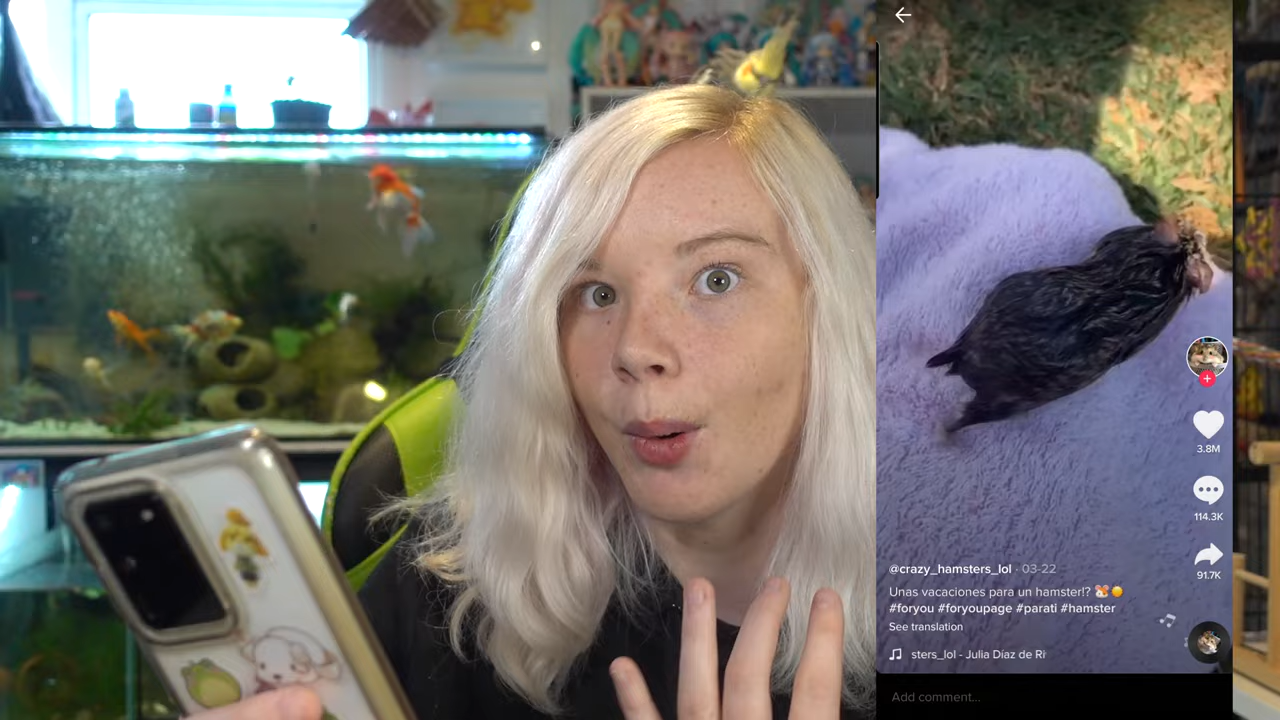 3.8M
114.3K
91.7K
@crazy_hamsters_lol · 03-22
Unas vacaciones para un hamster!? 🐹☀️
#foryou #foryoupage #parati #hamster
See translation
sters_lol - Julia Díaz de Ri
Add comment...